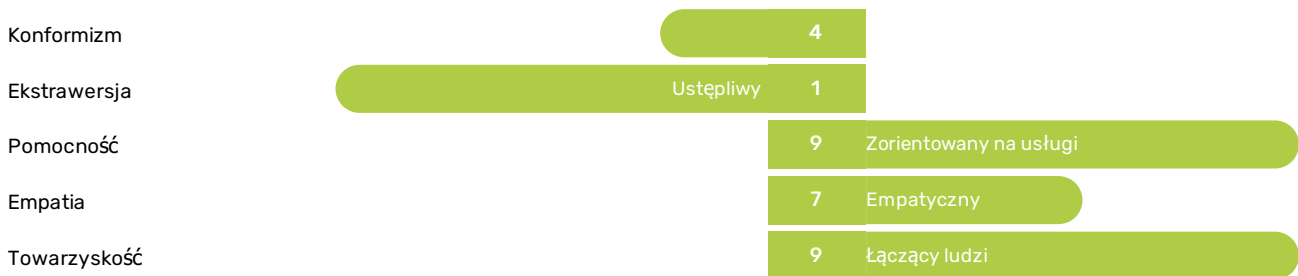 Konformizm 4
Ekstrawersja Ustępliwy 1
Pomocność 9 Zorientowany na usługi
Empatia 7 Empatyczny
Towarzyskość 9 Łączący ludzi